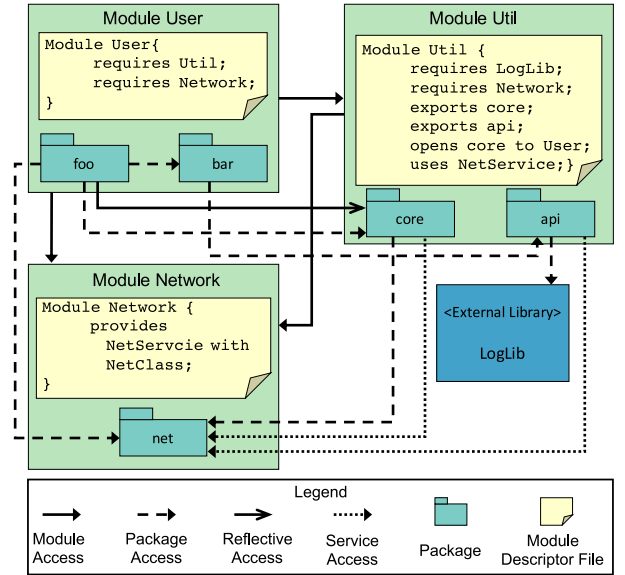 Module User
Module User{
requires Util;
requires Network;
}
foo
bar
Module Util
Module Util {
requires LogLib;
requires Network;
exports core;
exports api;
opens core to User;
uses NetService;}
core
api
Module Network
Module Network {
provides
NetServcie with
NetClass;
}
net
<External Library>
LogLib
Legend
Module
Access
Package
Access
Reflective
Access
Service
Access
Package
Module
Descriptor File